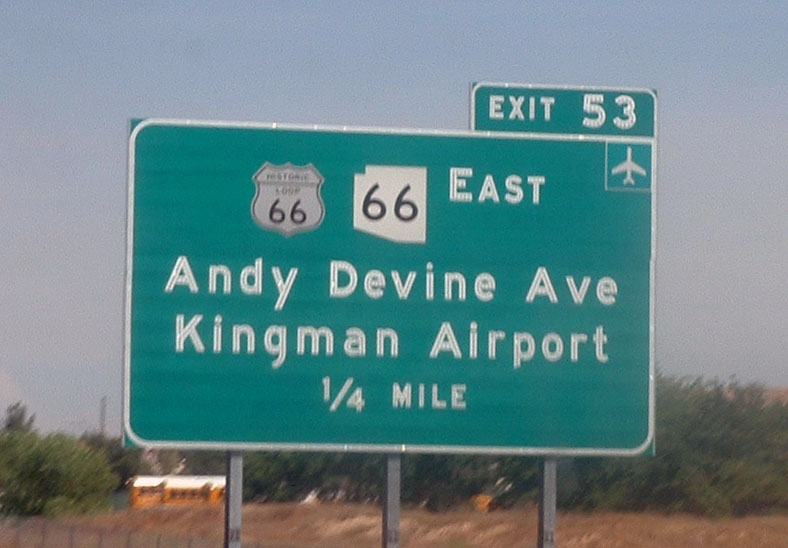 EXIT 53
HISTORIC
LOOP
66
66
EAST
Andy Devine Ave
Kingman Airport
1/4 MILE